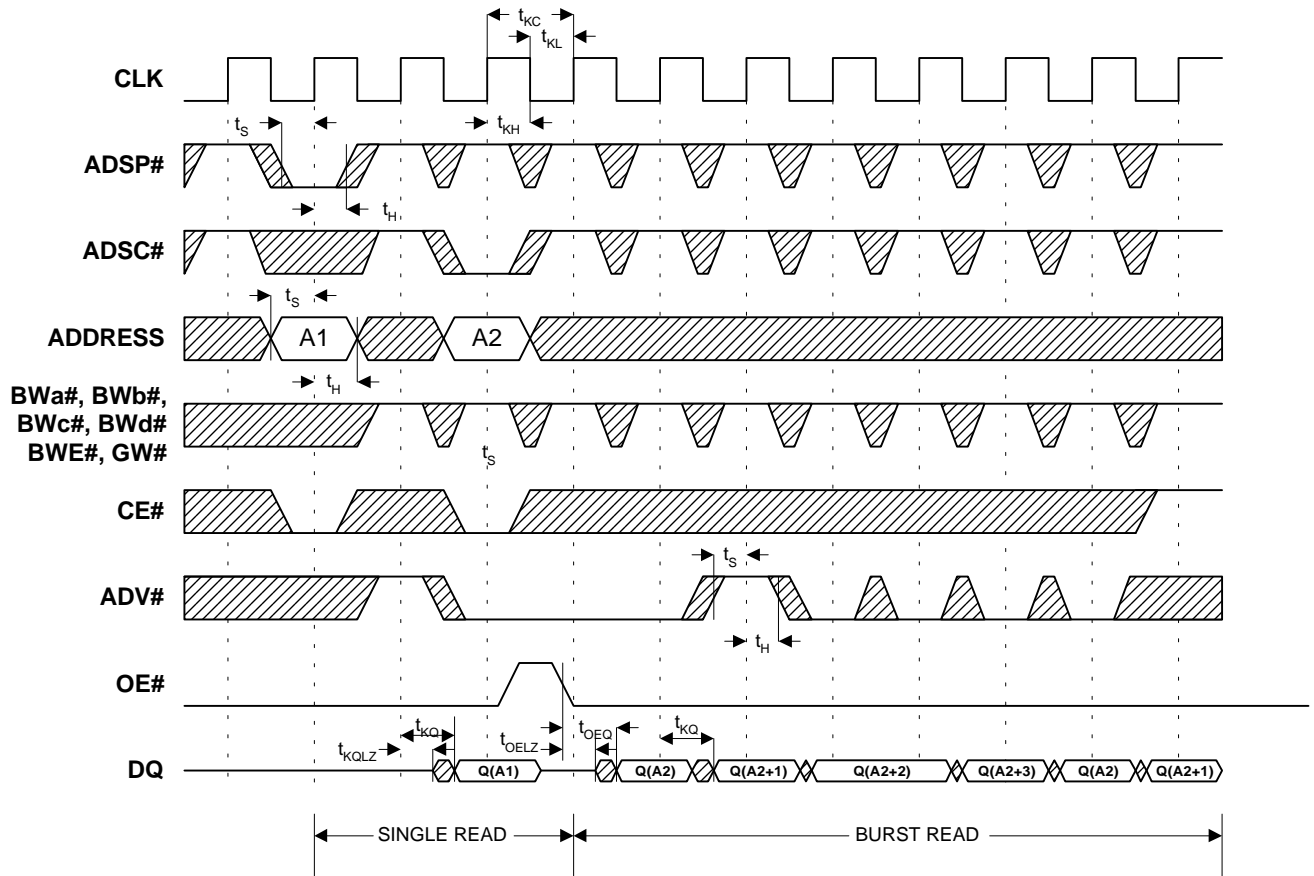 tKC
tKL
CLK
tS
tKH
ADSP#
tH
ADSC#
tS
ADDRESS
A1
A2
tH
BWa#, BWb#,
BWc#, BWd#
BWE#, GW#
tS
CE#
tS
ADV#
tH
OE#
tKQ
tOEQ
tKQ
tKQLZ
tOELZ
DQ
Q(A1)
Q(A2)
Q(A2+1)
Q(A2+2)
Q(A2+3)
Q(A2)
Q(A2+1)
SINGLE READ
BURST READ